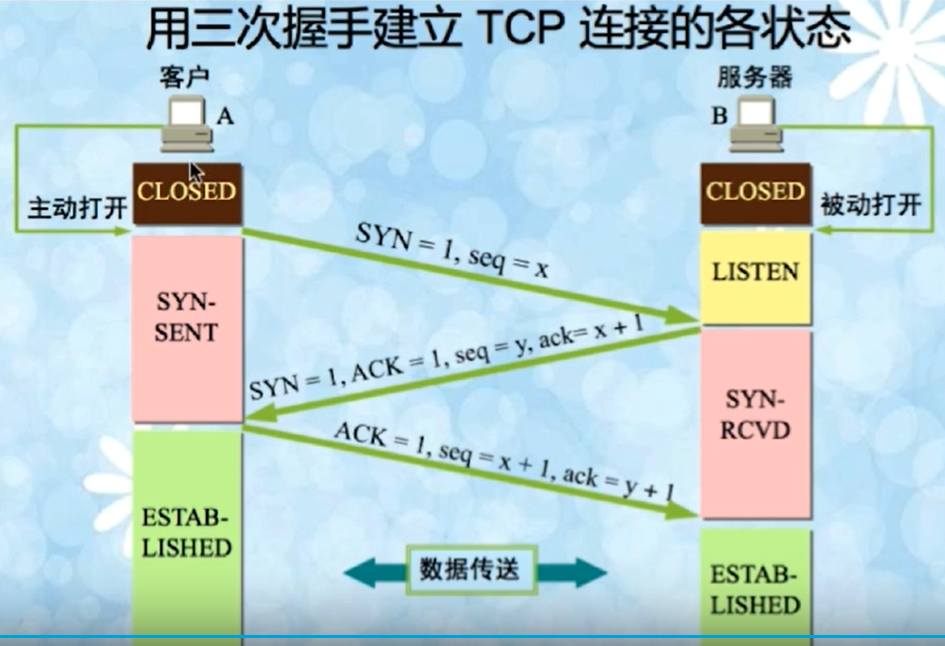 用三次握手建立 TCP 连接的各状态
客户
服务器
A
B
CLOSED
CLOSED
主动打开
被动打开
SYN = 1, seq = x
LISTEN
SYN-
SENT
SYN = 1, ACK = 1, seq = y, ack= x + 1
SYN-
RCVD
ACK = 1, seq = x + 1, ack = y + 1
ESTAB-
LISHED
数据传送
ESTAB-
LISHED